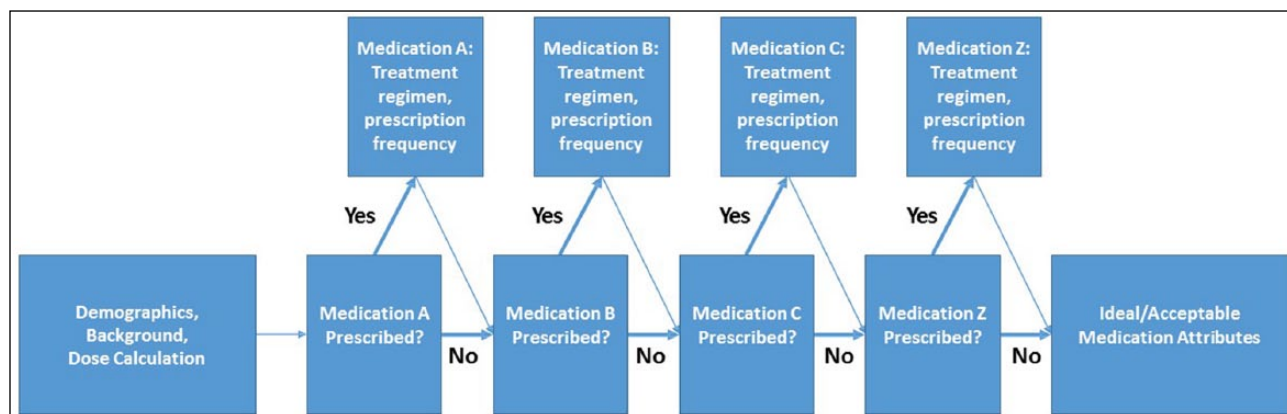 Medication A:
Treatment
regimen,
prescription
frequency
Medication B:
Treatment
regimen,
prescription
frequency
Medication C:
Treatment
regimen,
prescription
frequency
Medication Z:
Treatment
regimen,
prescription
frequency
Yes
Yes
Yes
Yes
Demographics,
Background,
Dose Calculation
Medication A
Prescribed?
No
Medication B
Prescribed?
No
Medication C
Prescribed?
No
Medication Z
Prescribed?
No
Ideal/Acceptable
Medication Attributes